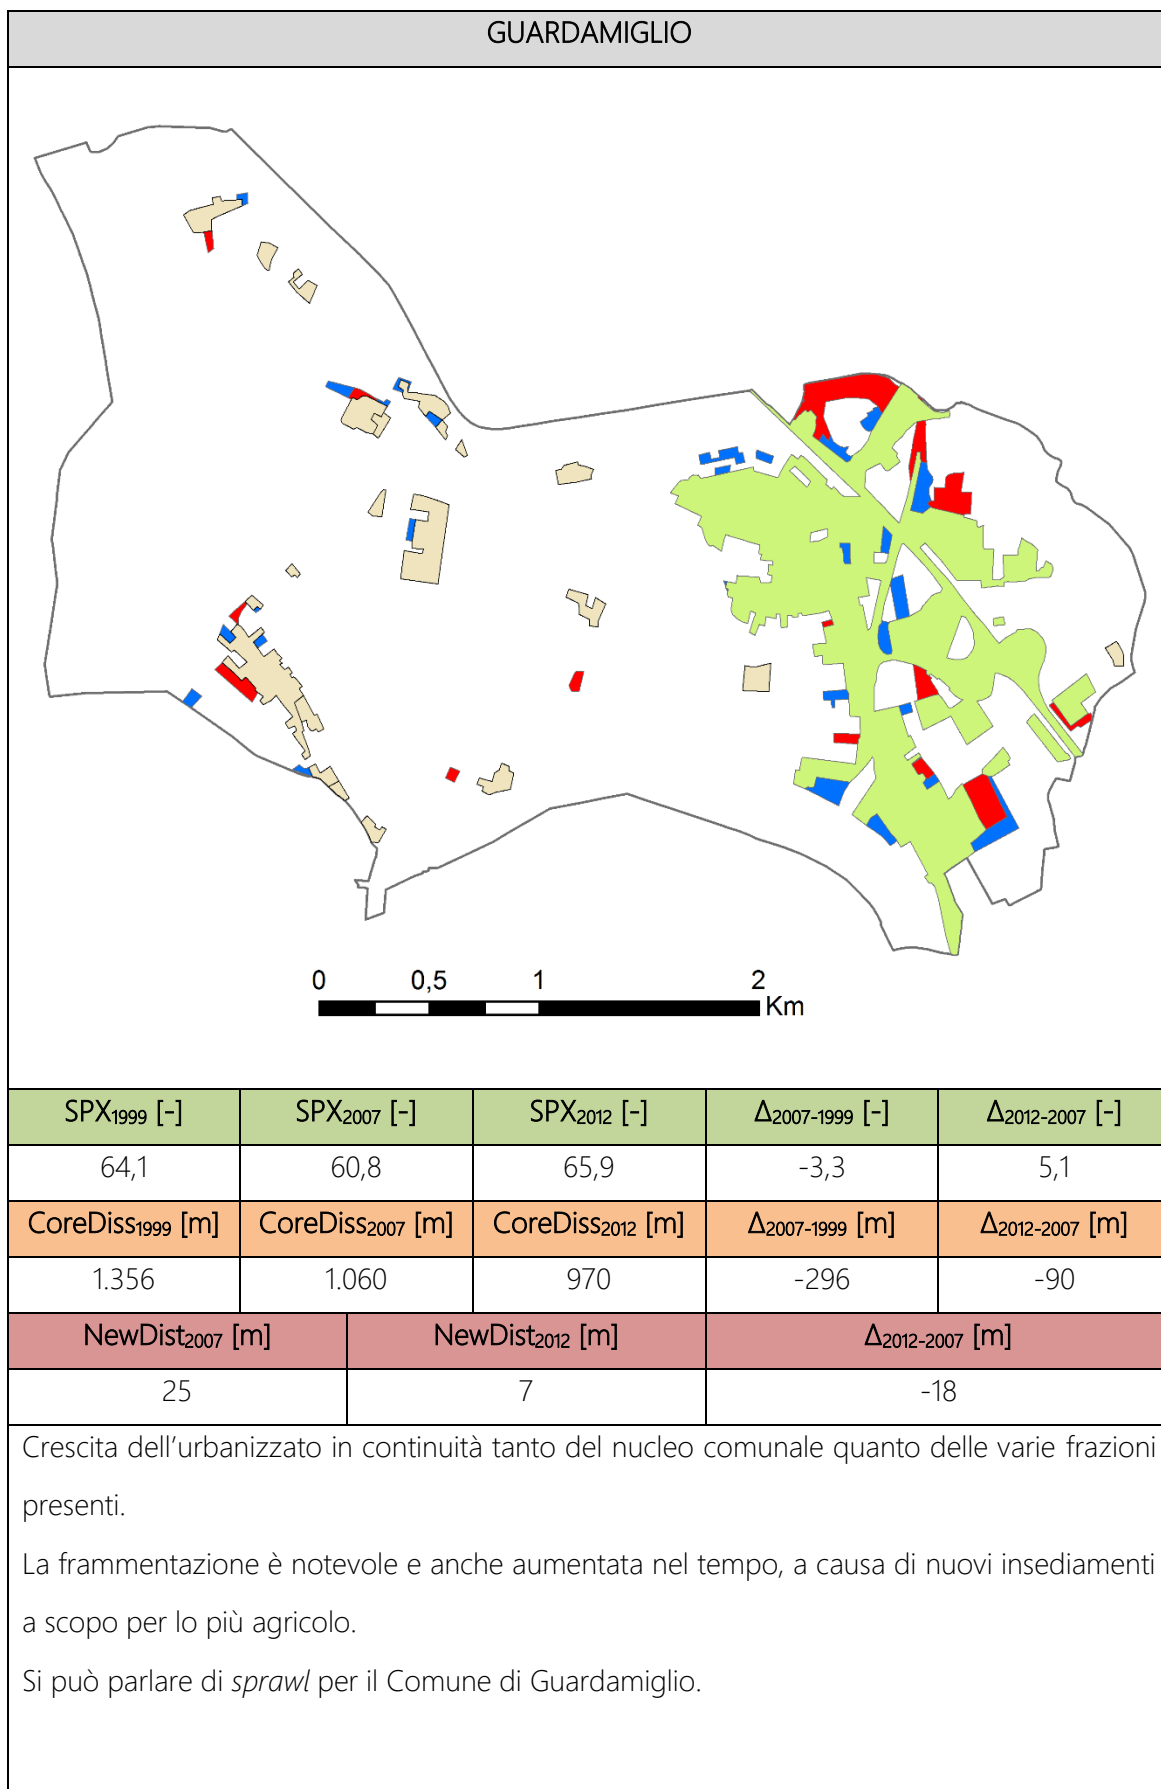 GUARDAMIGLIO
0 0,5 1 2
Km
SPX1999 [-] SPX2007 [-] SPX2012 [-] Δ2007-1999 [-] Δ2012-2007 [-]
64,1 60,8 65,9 -3,3 5,1
CoreDiss1999 [m] CoreDiss2007 [m] CoreDiss2012 [m] Δ2007-1999 [m] Δ2012-2007 [m]
1.356 1.060 970 -296 -90
NewDist2007 [m] NewDist2012 [m] Δ2012-2007 [m]
25 7 -18
Crescita dell’urbanizzato in continuità tanto del nucleo comunale quanto delle varie frazioni
presenti.
La frammentazione è notevole e anche aumentata nel tempo, a causa di nuovi insediamenti
a scopo per lo più agricolo.
Si può parlare di sprawl per il Comune di Guardamiglio.